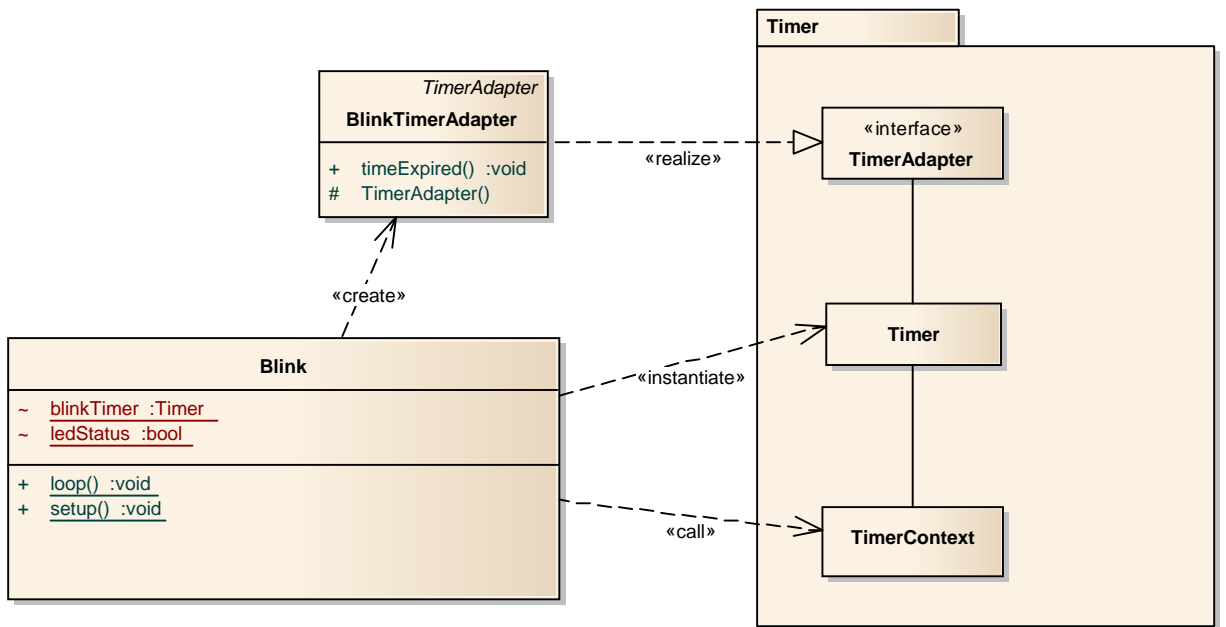 Timer
TimerAdapter
BlinkTimerAdapter
+ timeExpired() :void
# TimerAdapter()
«realize»
«interface»
TimerAdapter
«create»
Timer
Blink
~ blinkTimer :Timer
~ ledStatus :bool
+ loop() :void
+ setup() :void
«instantiate»
«call»
TimerContext